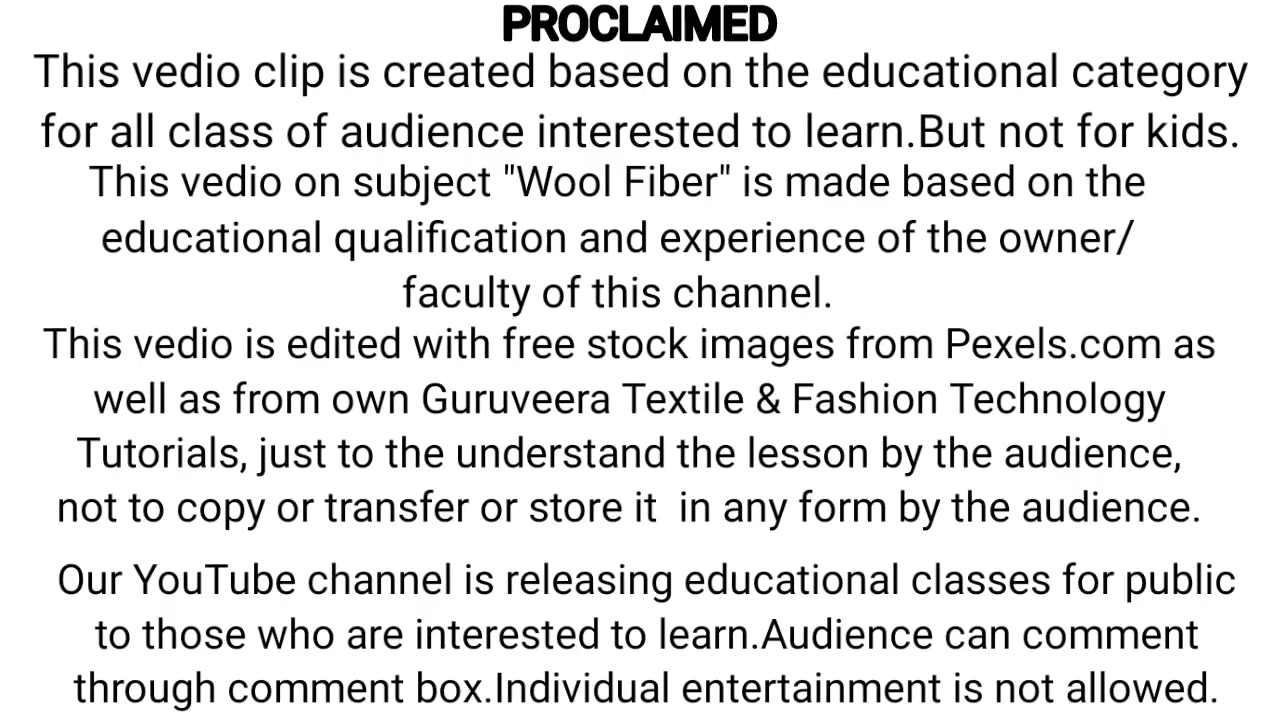 PROCLAIMED
This vedio clip is created based on the educational category
for all class of audience interested to learn.But not for kids.
This vedio on subject "Wool Fiber" is made based on the
educational qualification and experience of the owner/
faculty of this channel.
This vedio is edited with free stock images from Pexels.com as
well as from own Guruveera Textile & Fashion Technology
Tutorials, just to the understand the lesson by the audience,
not to copy or transfer or store it  in any form by the audience.
Our YouTube channel is releasing educational classes for public
to those who are interested to learn.Audience can comment
through comment box.Individual entertainment is not allowed.